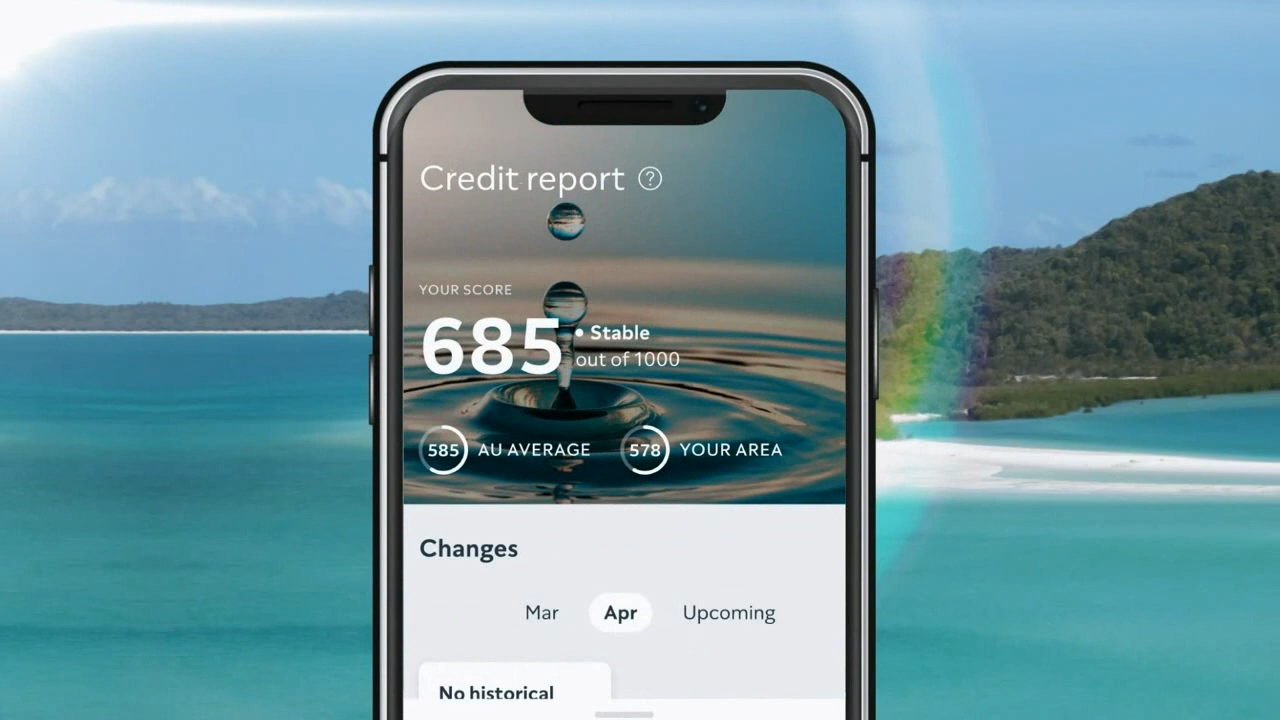 Credit report ?
YOUR SCORE
685
• Stable
out of 1000
585 AU AVERAGE 578 YOUR AREA
Changes
Mar Apr Upcoming
No historical